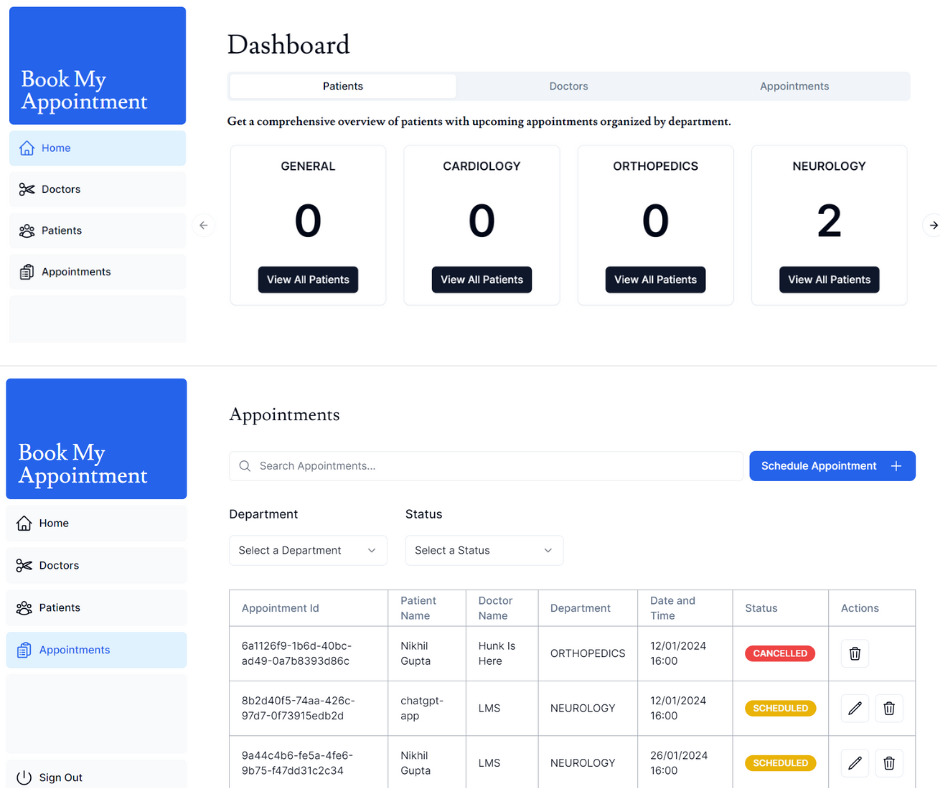 Book My
Appointment
Home
Doctors
Patients
Appointments
Dashboard
Patients Doctors Appointments
Get a comprehensive overview of patients with upcoming appointments organized by department.
GENERAL CARDIOLOGY ORTHOPEDICS NEUROLOGY
0 0 0 2
View All Patients View All Patients View All Patients View All Patients
Book My
Appointment
Home
Doctors
Patients
Appointments
Sign Out
Appointments
Search Appointments...
Schedule Appointment
Department Status
Select a Department Select a Status
Appointment Id Patient Name Doctor Name Department Date and Time Status Actions
6a1126f9-1b6d-40bc-
ad49-0a7b8393d86c
Nikhil
Gupta
Hunk Is
Here
ORTHOPEDICS
12/01/2024
16:00
CANCELLED
8b2d40f5-74aa-426c-
97d7-0f73915edb2d
chatgpt-
app
LMS
NEUROLOGY
12/01/2024
16:00
SCHEDULED
9a44c4b6-fe5a-4fe6-
9b75-f47dd31c2c34
Nikhil
Gupta
LMS
NEUROLOGY
26/01/2024
16:00
SCHEDULED